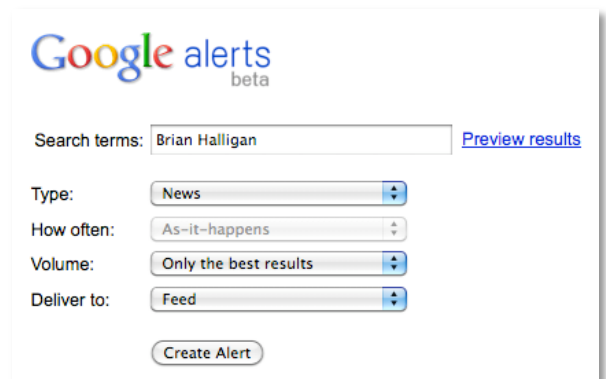 Google alerts
beta
Search terms: Brian Halligan Preview results
Type: News
How often: As-it-happens
Volume: Only the best results
Deliver to: Feed
Create Alert